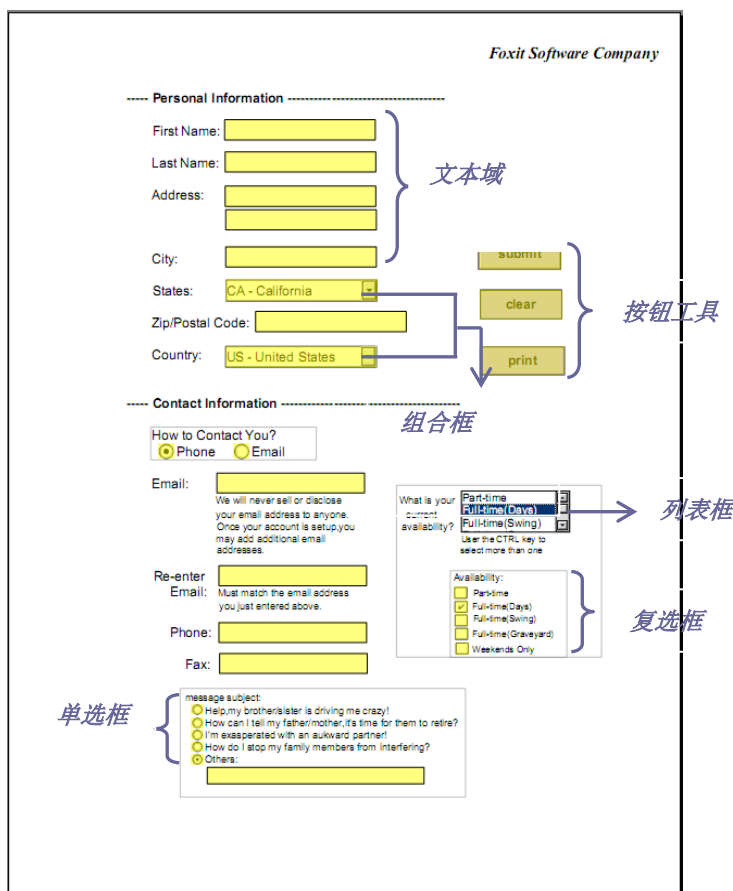 Foxit Software Company
----- Personal Information ------------------------------------
First Name:
Last Name:
文本域
Address:
City:
submit
States: CA - California
clear
按钮工具
Zip/Postal Code:
Country: US - United States
print
----- Contact Information -----------------------------------------
组合框
How to Contact You?
Phone Email
Email:
We will never sell or disclose
your email address to anyone.
Once your account is setup,you
may add additional email
addresses.
What is your
current
availability?
Part-time
Full-time(Days)
Full-time(Swing)
列表框
User the CTRL key to
select more than one
Re-enter
Email:
Must match the email address
you just entered above.
Availability:
Part-time
Full-time(Days)
Full-time(Swing)
Full-time(Graveyard)
Weekends Only
复选框
Phone:
Fax:
单选框
message subject:
Help,my brother/sister is driving me crazy!
How can I tell my father/mother,it's time for them to retire?
I'm exasperated with an aukward partner!
How do I stop my family members from interfering?
Others: